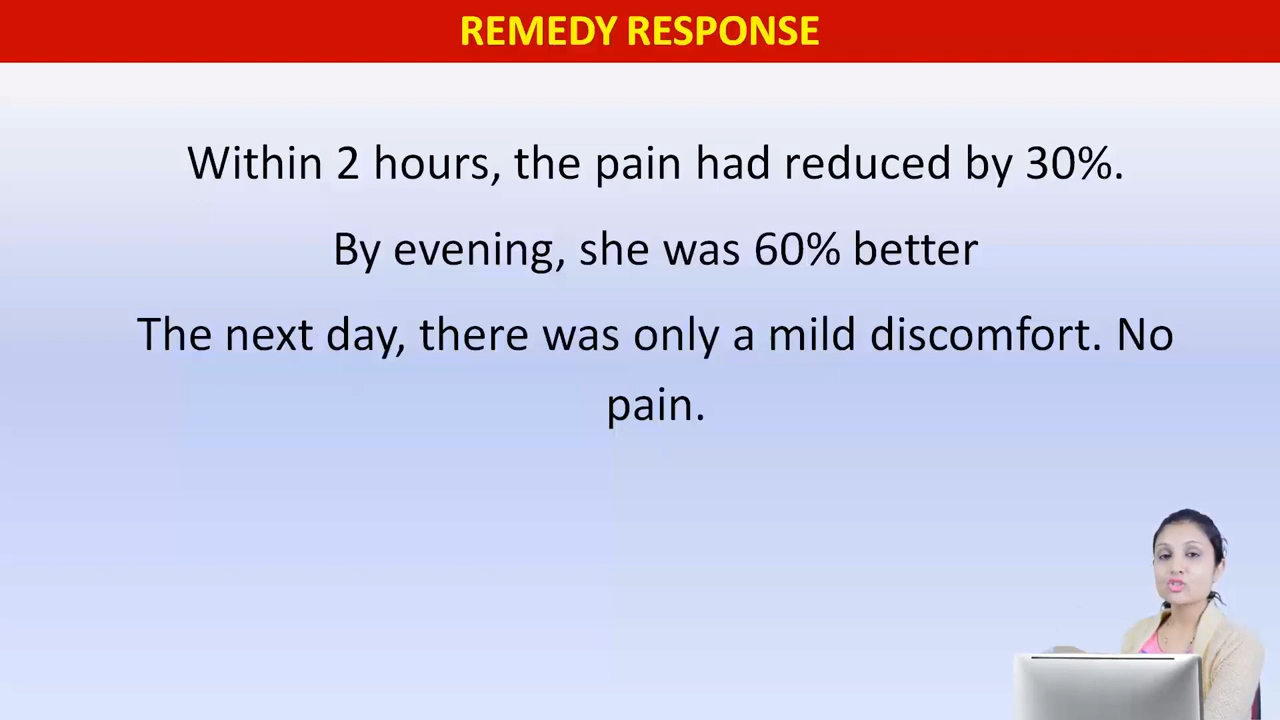 REMEDY RESPONSE
Within 2 hours, the pain had reduced by 30%.
By evening, she was 60% better
The next day, there was only a mild discomfort. No
pain.